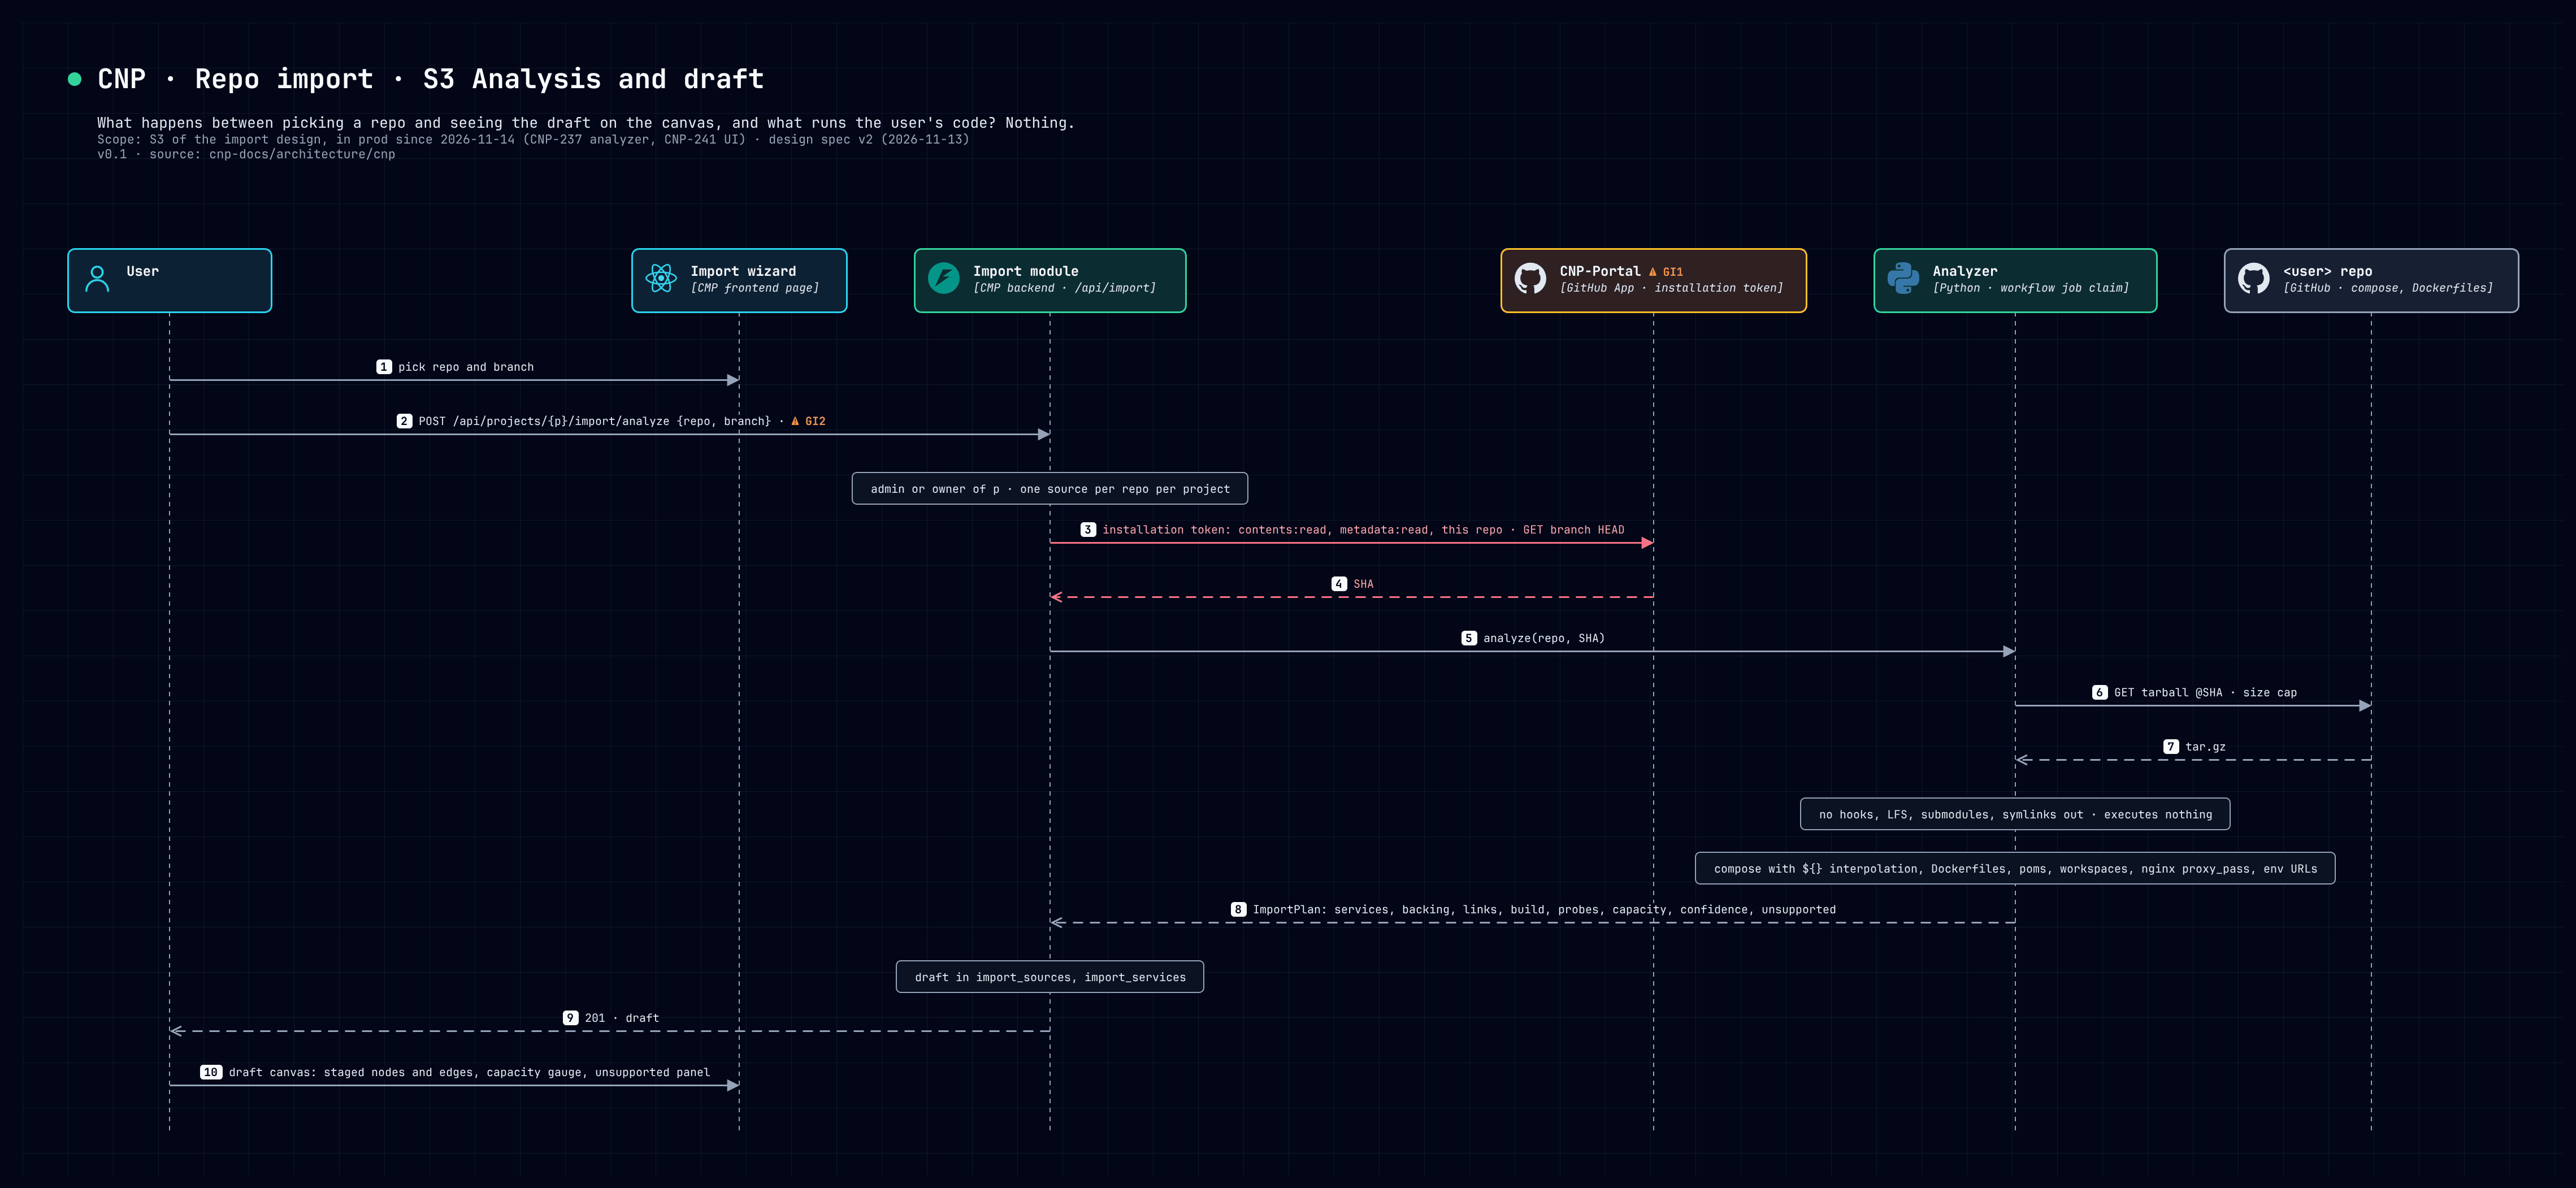 CNP · Repo import · S3 Analysis and draft
What happens between picking a repo and seeing the draft on the canvas, and what runs the user's code? Nothing.
Scope: S3 of the import design, in prod since 2026-11-14 (CNP-237 analyzer, CNP-241 UI) · design spec v2 (2026-11-13)
v0.1 · source: cnp-docs/architecture/cnp
User
Import wizard
[CMP frontend page]
Import module
[CMP backend · /api/import]
CNP-Portal ⚠ GI1
[GitHub App · installation token]
Analyzer
[Python · workflow job claim]
<user> repo
[GitHub · compose, Dockerfiles]
1 pick repo and branch
2 POST /api/projects/{p}/import/analyze {repo, branch} · ⚠ GI2
admin or owner of p · one source per repo per project
3 installation token: contents:read, metadata:read, this repo · GET branch HEAD
4 SHA
5 analyze(repo, SHA)
6 GET tarball @SHA · size cap
7 tar.gz
no hooks, LFS, submodules, symlinks out · executes nothing
compose with ${} interpolation, Dockerfiles, poms, workspaces, nginx proxy_pass, env URLs
8 ImportPlan: services, backing, links, build, probes, capacity, confidence, unsupported
draft in import_sources, import_services
9 201 · draft
10 draft canvas: staged nodes and edges, capacity gauge, unsupported panel